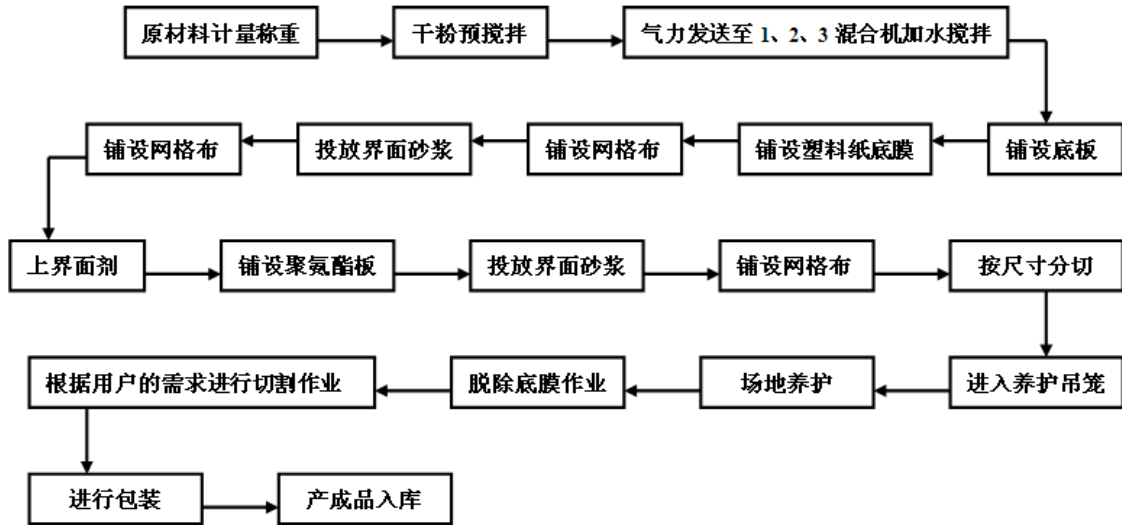 原材料计量称重
干粉预搅拌
气力发送至 1、2、3 混合机加水搅拌
铺设底板
铺设塑料纸底膜
铺设网格布
投放界面砂浆
铺设网格布
上界面剂
铺设聚氨酯板
投放界面砂浆
铺设网格布
按尺寸分切
进入养护吊笼
场地养护
脱除底膜作业
根据用户的需求进行切割作业
进行包装
产成品入库